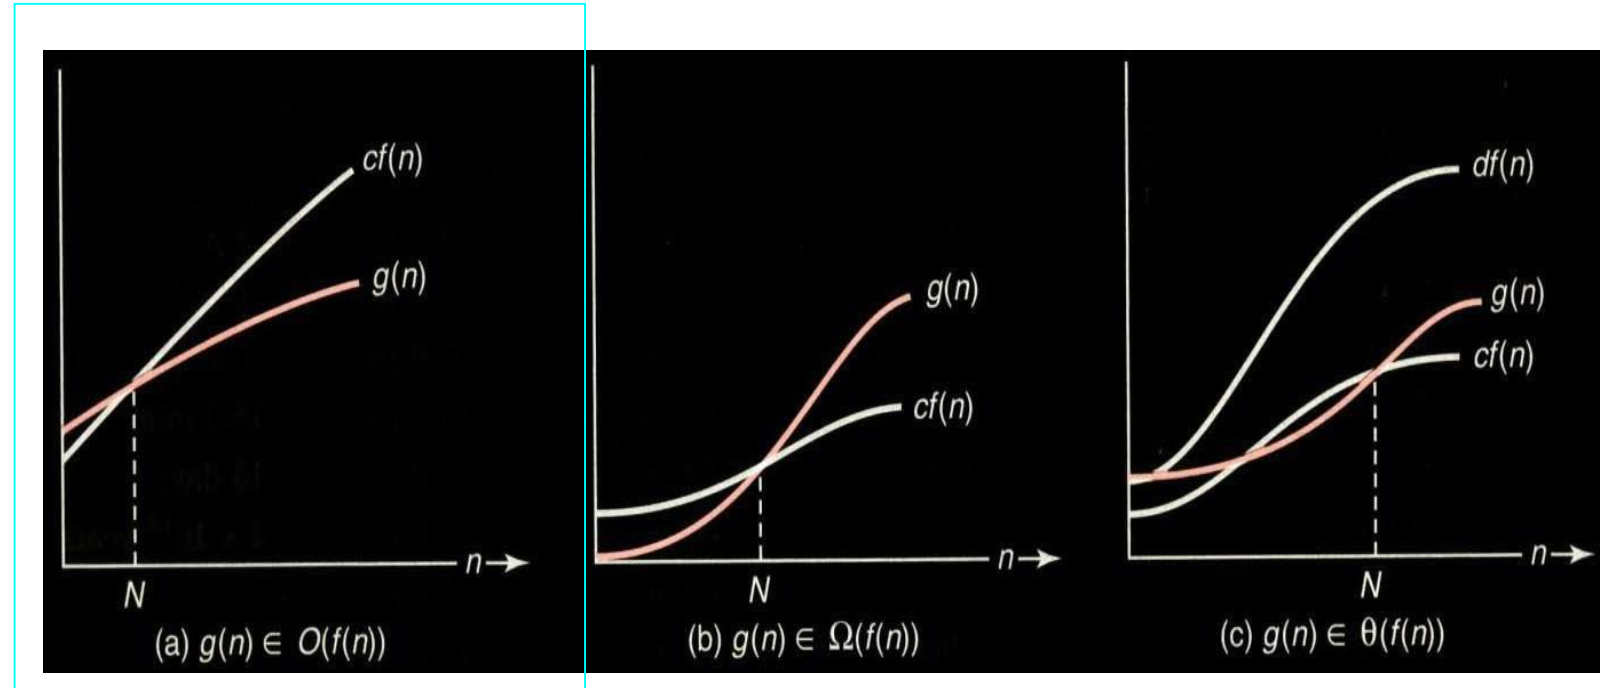 cf(n)
g(n)
n
N
(a) g(n) ∈ O(f(n))
g(n)
cf(n)
n
N
(b) g(n) ∈ Ω(f(n))
df(n)
g(n)
cf(n)
n
N
(c) g(n) ∈ θ(f(n))